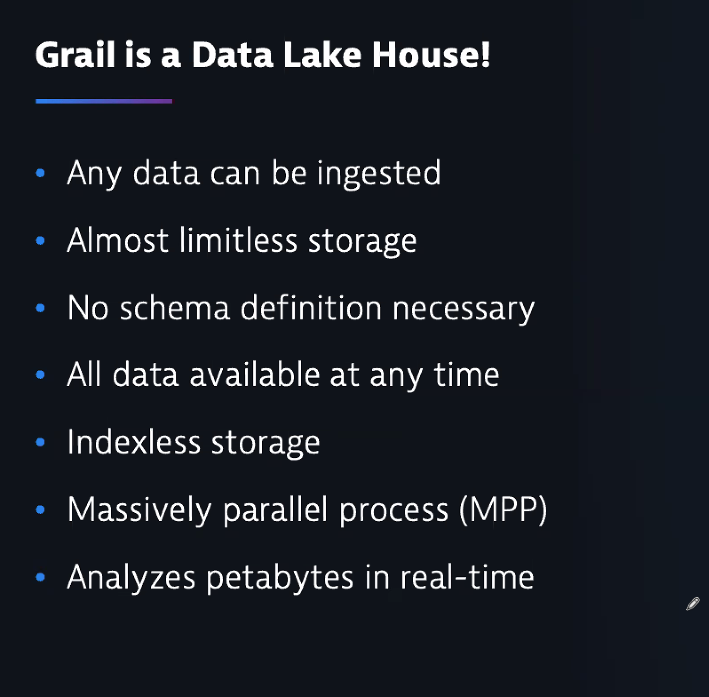 Grail is a Data Lake House!
• Any data can be ingested
• Almost limitless storage
• No schema definition necessary
• All data available at any time
• Indexless storage
• Massively parallel process (MPP)
• Analyzes petabytes in real-time